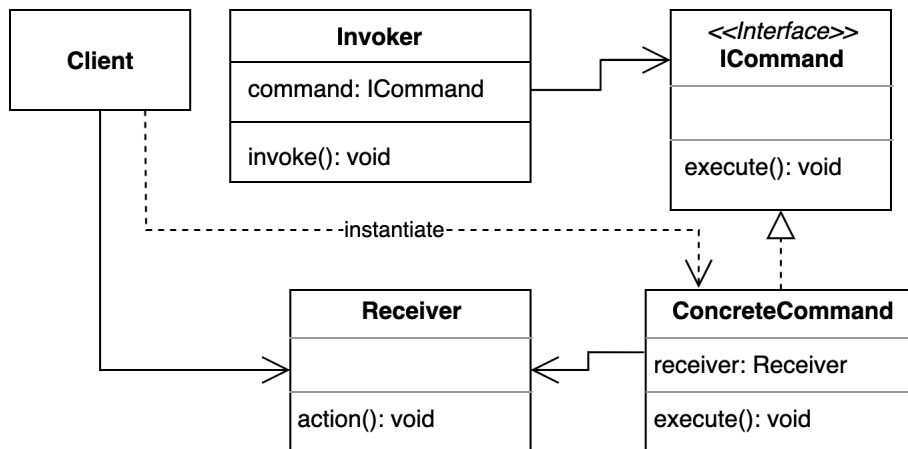 Client
Invoker
command: ICommand
invoke(): void
<<Interface>>
ICommand
execute(): void
instantiate
Receiver
action(): void
ConcreteCommand
receiver: Receiver
execute(): void